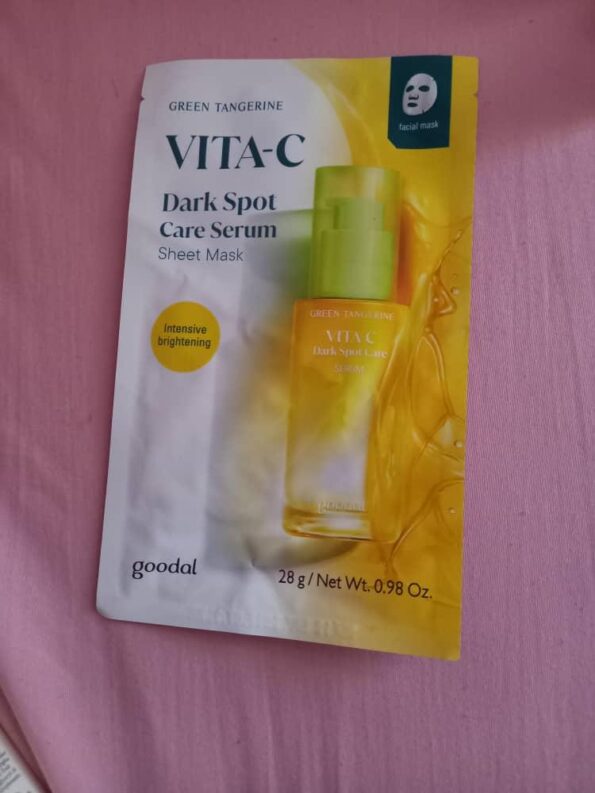 GREEN TANGERINE
VITA-C
Dark Spot
Care Serum
Sheet Mask
facial mask
Intensive
brightening
GREEN TANGERINE
VITA C
Dark Spot Care
SERUM
goodal
goodal
28 g / Net Wt. 0.98 Oz.